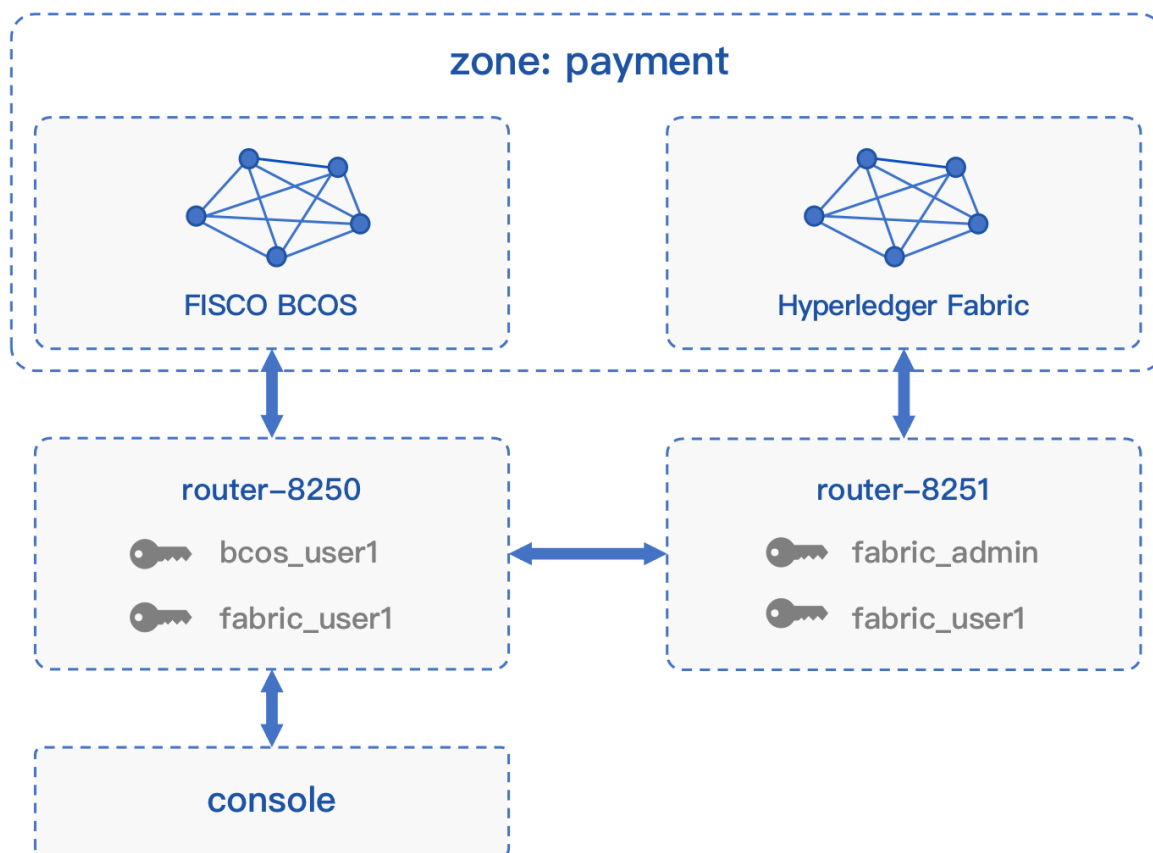 zone: payment
FISCO BCOS
Hyperledger Fabric
router-8250
bcos_user1
fabric_user1
router-8251
fabric_admin
fabric_user1
console